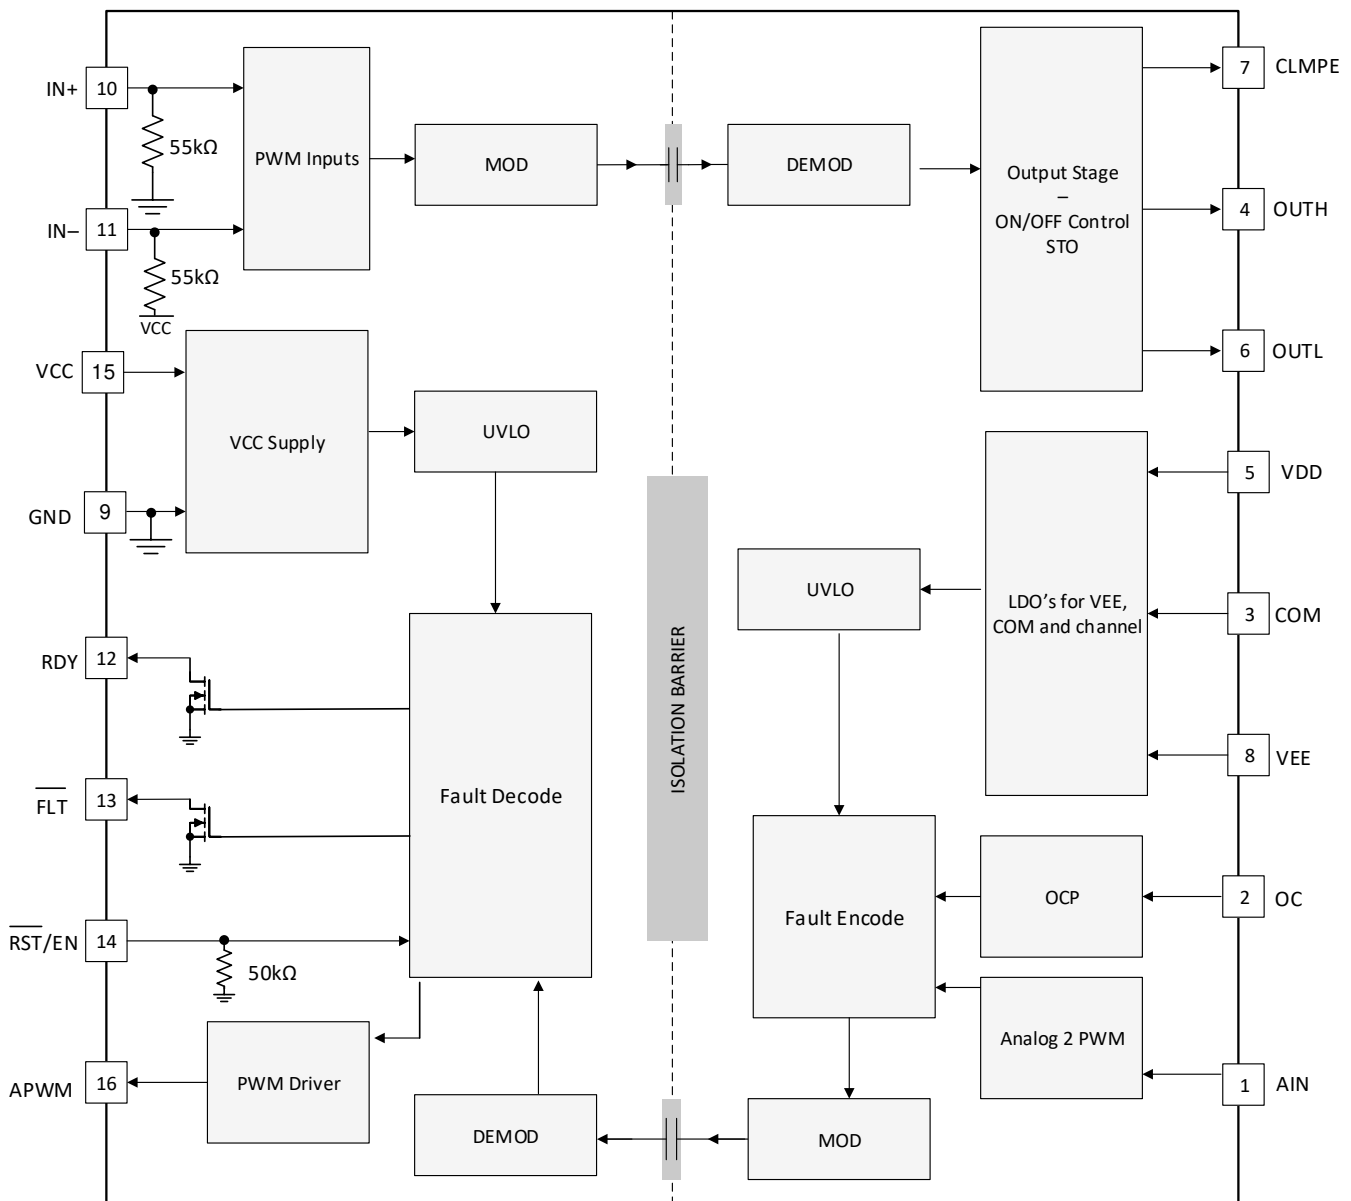 IN+
10
55kΩ
IN–
11
55kΩ
VCC
PWM Inputs
MOD
DEMOD
Output Stage
–
ON/OFF Control
STO
7
CLMPE
4
OUTH
6
OUTL
VCC
15
VCC Supply
UVLO
GND
9
5
VDD
UVLO
LDO's for VEE,
COM and channel
3
COM
8
VEE
ISOLATION BARRIER
RDY
12
FLT
13
Fault Decode
RST/EN
14
50kΩ
Fault Encode
OCP
2
OC
Analog 2 PWM
1
AIN
APWM
16
PWM Driver
DEMOD
MOD